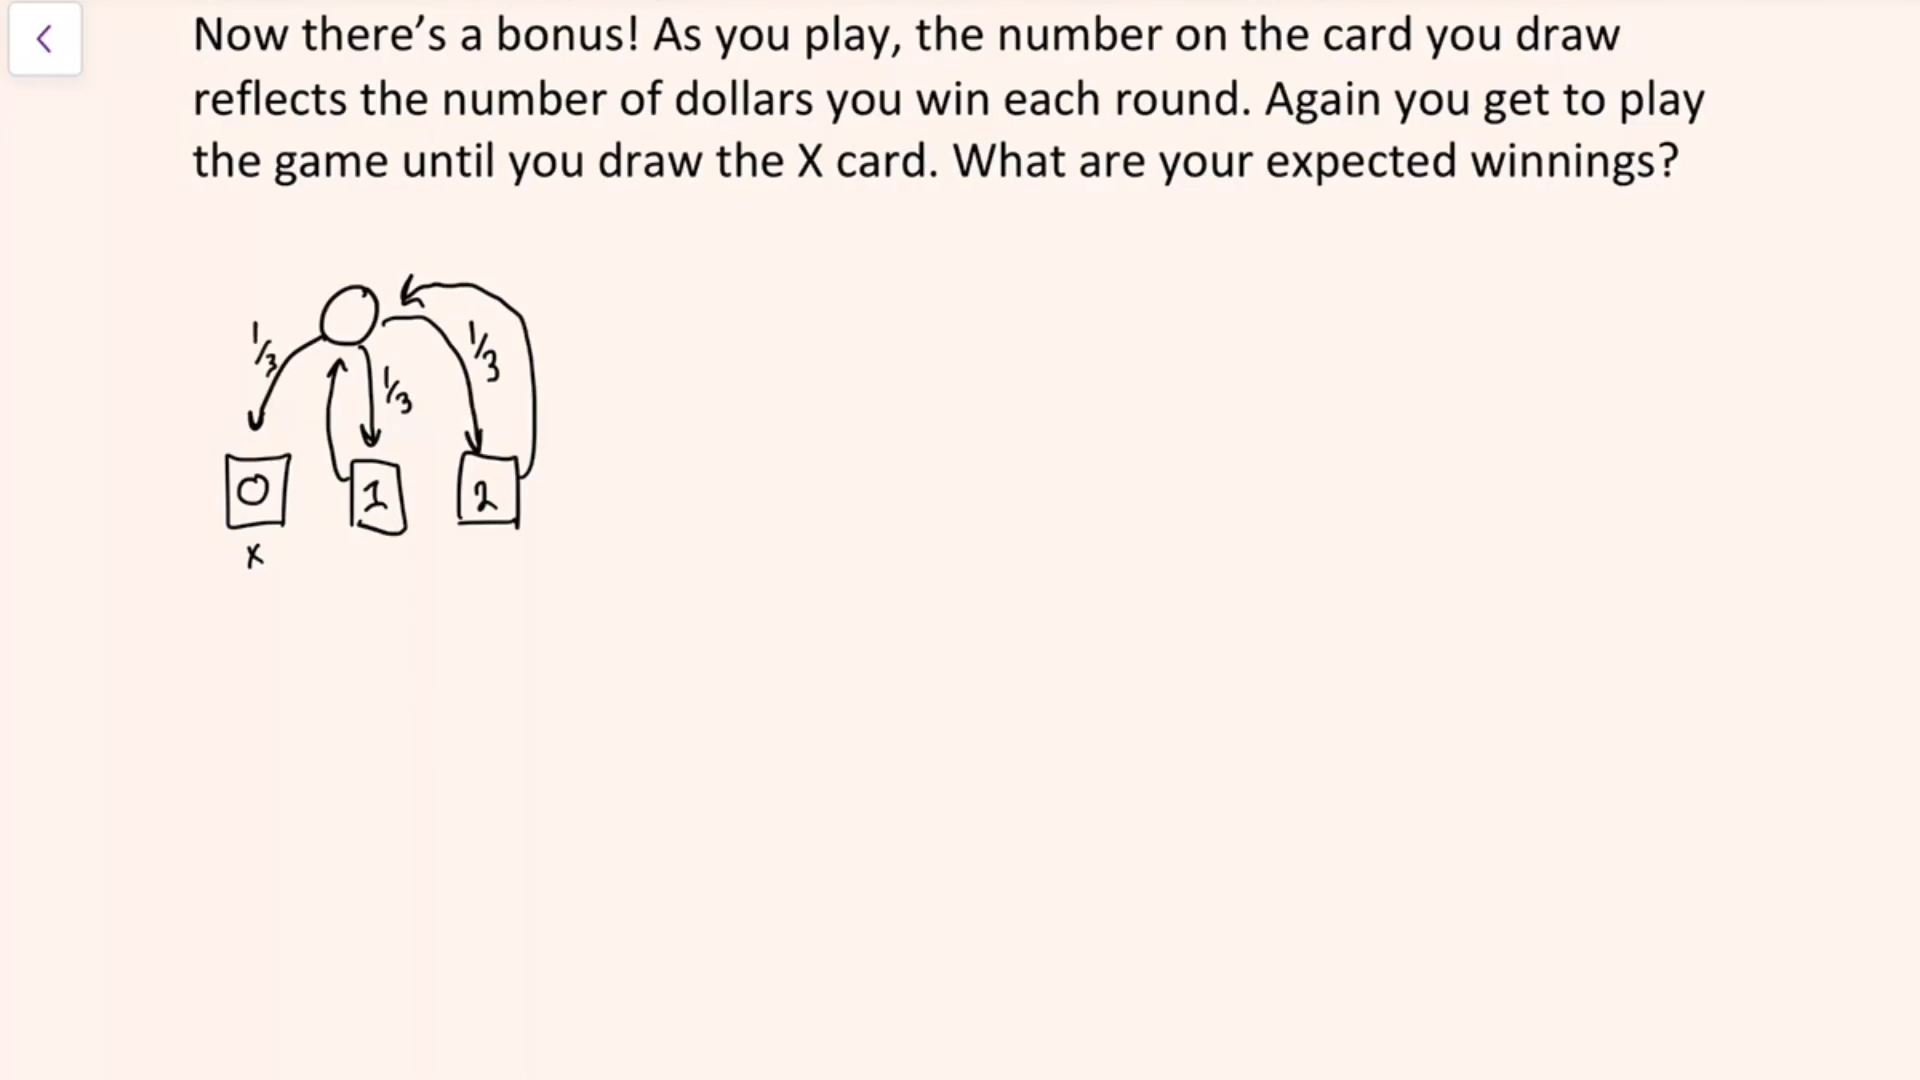 Now there’s a bonus! As you play, the number on the card you draw
reflects the number of dollars you win each round. Again you get to play
the game until you draw the X card. What are your expected winnings?
1/3 1/3
1/3
0 1 2
x